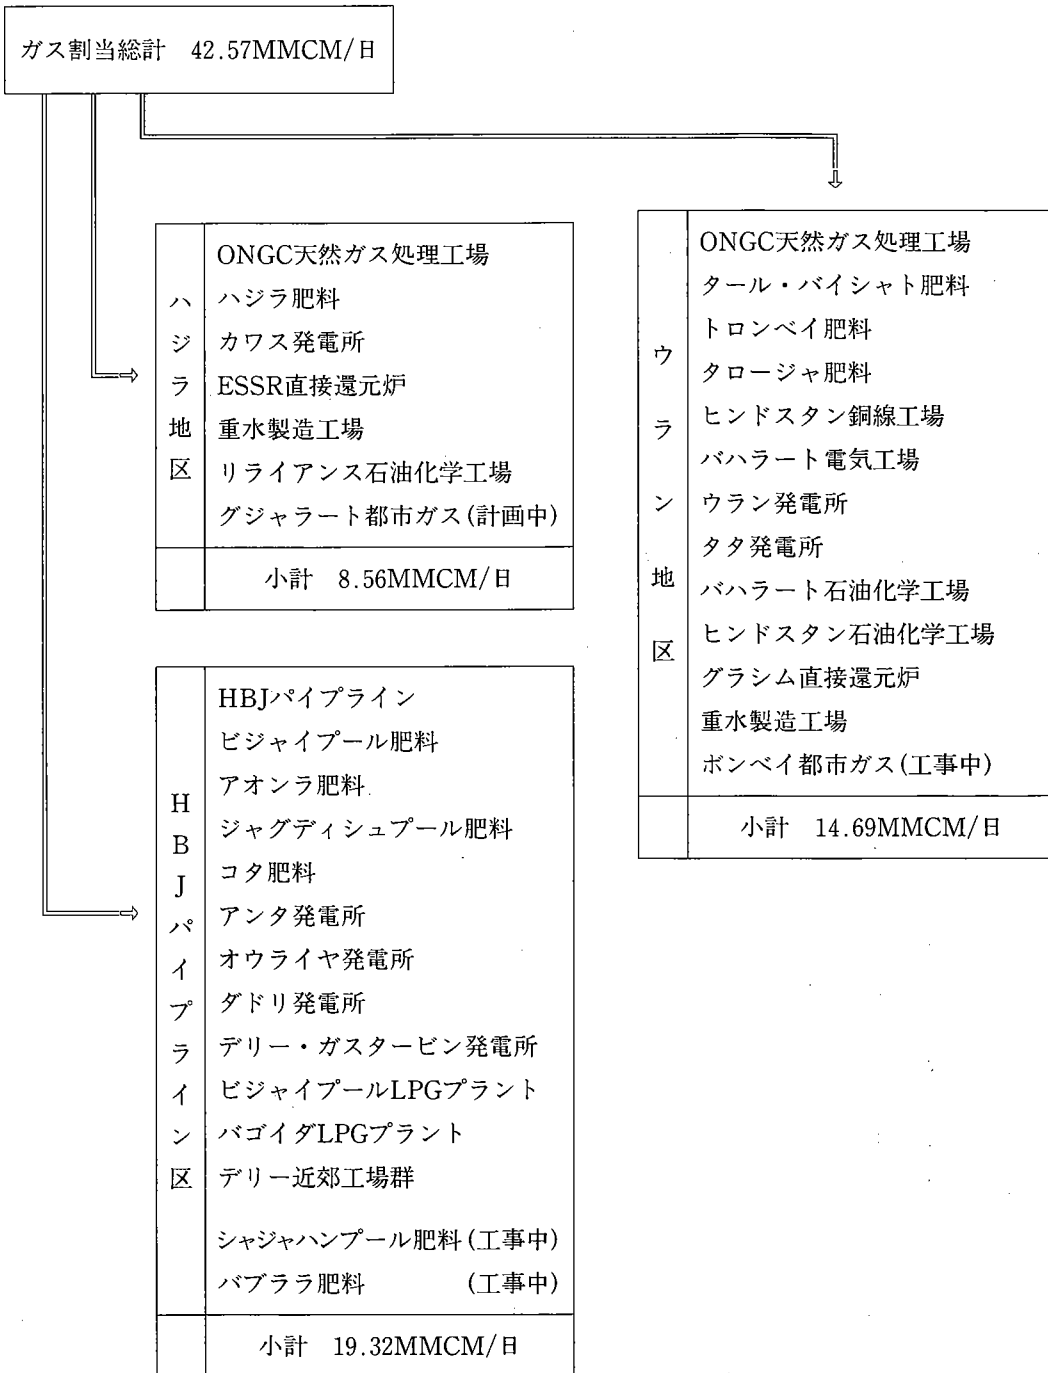 ガス割当総計 42.57MMCM/日
ハジラ地区
ONGC天然ガス処理工場
ハジラ肥料
カワス発電所
ESSR直接還元炉
重水製造工場
リライアンス石油化学工場
グジャラート都市ガス(計画中)
小計 8.56MMCM/日
ウラン地区
ONGC天然ガス処理工場
タール・バイシャト肥料
トロンベイ肥料
タロージャ肥料
ヒンドスタン銅線工場
バハラート電気工場
ウラン発電所
タタ発電所
バハラート石油化学工場
ヒンドスタン石油化学工場
グラシム直接還元炉
重水製造工場
ボンベイ都市ガス(工事中)
小計 14.69MMCM/日
HBJパイプライン区
HBJパイプライン
ビジャイプール肥料
アオンラ肥料
ジャグディシュプール肥料
コタ肥料
アンタ発電所
オウライヤ発電所
ダドリ発電所
デリー・ガスタービン発電所
ビジャイプールLPGプラント
バゴイダLPGプラント
デリー近郊工場群
シャジャハンプール肥料(工事中)
バブララ肥料 (工事中)
小計 19.32MMCM/日